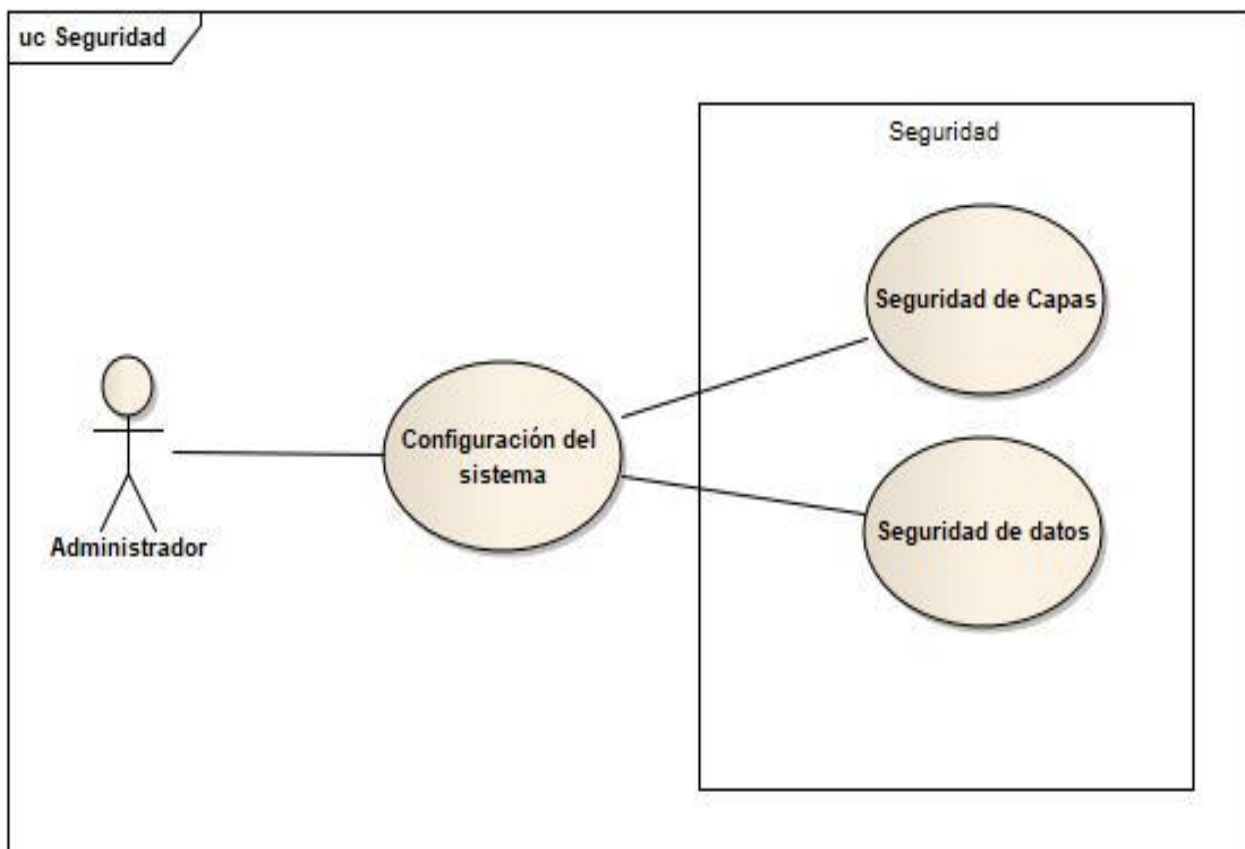 uc Seguridad
Seguridad
Seguridad de Capas
Configuración del
sistema
Seguridad de datos
Administrador